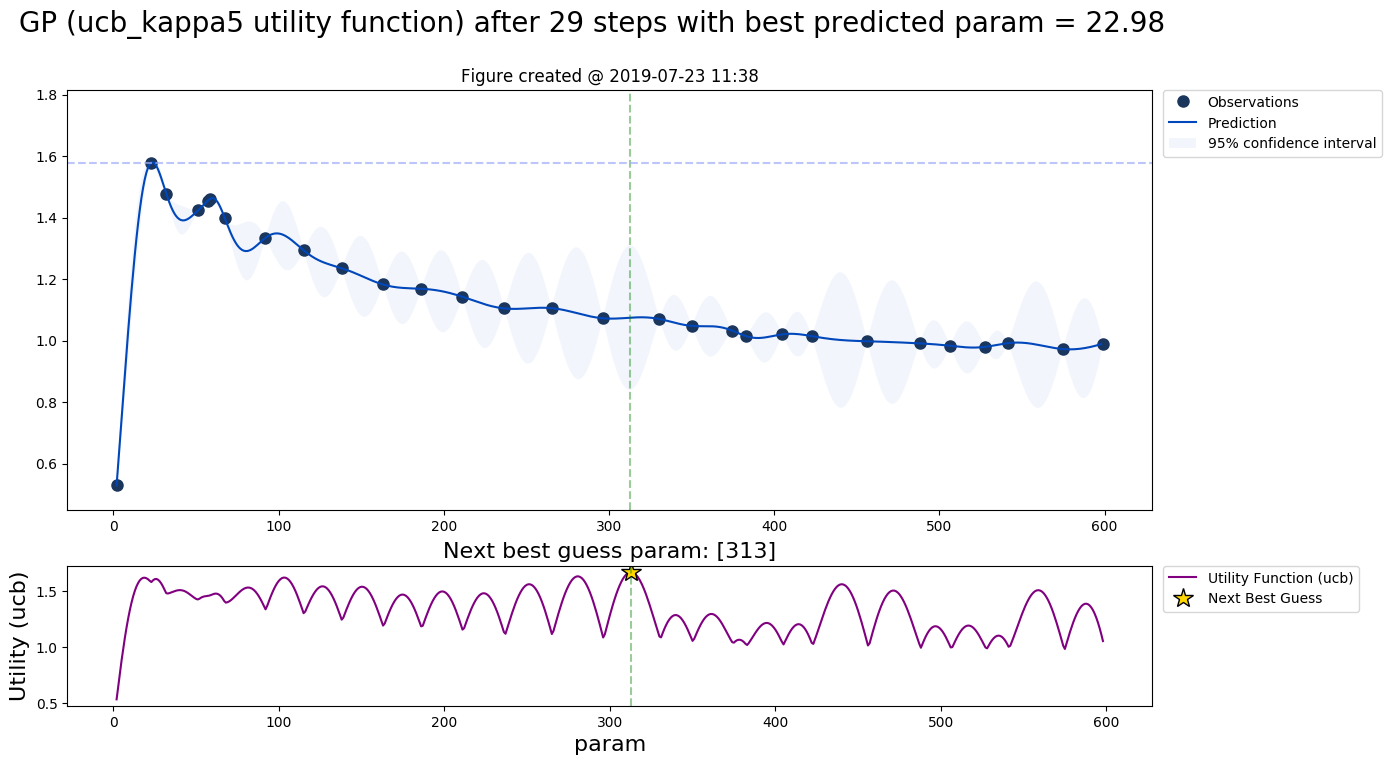 GP (ucb_kappa5 utility function) after 29 steps with best predicted param = 22.98
Figure created @ 2019-07-23 11:38
1.8
1.6
1.4
1.2
1.0
0.8
0.6
0
100
200
300
400
500
600
Observations
Prediction
95% confidence interval
Next best guess param: [313]
Utility (ucb)
1.5
1.0
0.5
0
100
200
300
400
500
600
param
Utility Function (ucb)
Next Best Guess